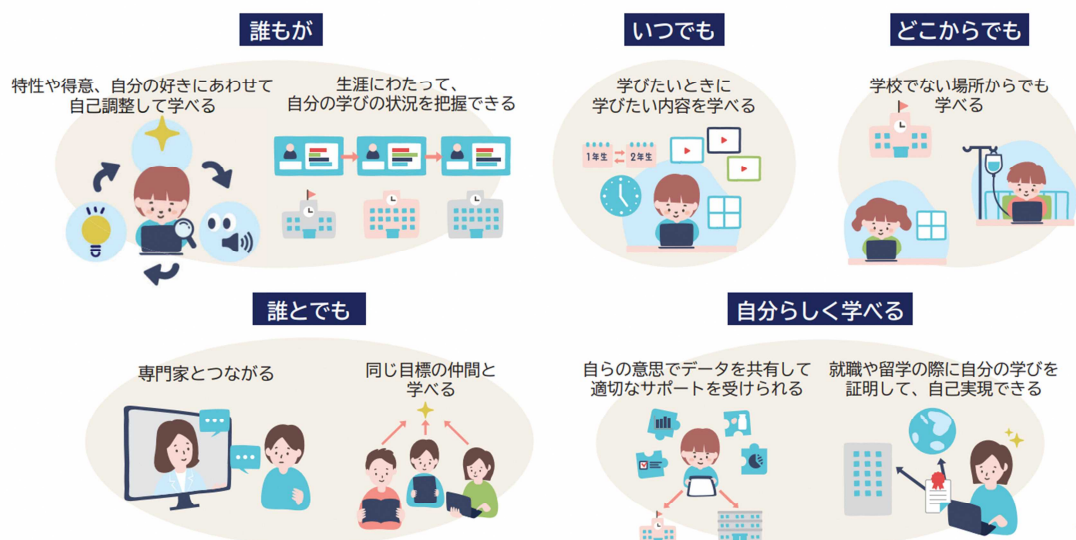 誰もが
特性や得意、自分の好きにあわせて
自己調整して学べる
生涯にわたって、
自分の学びの状況を把握できる
いつでも
学びたいときに
学びたい内容を学べる
1年生
2年生
どこからでも
学校でない場所からでも
学べる
誰とでも
専門家とつながる
同じ目標の仲間と
学べる
自分らしく学べる
自らの意思でデータを共有して
適切なサポートを受けられる
就職や留学の際に自分の学びを
証明して、自己実現できる